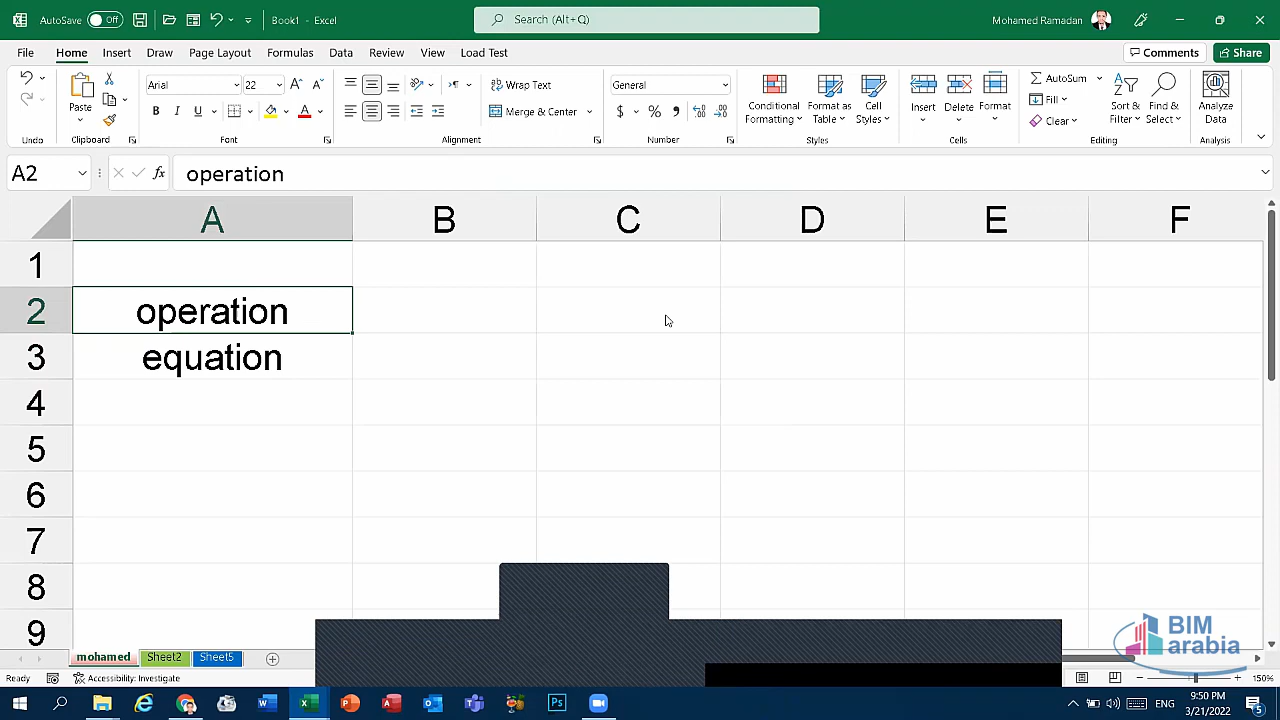 AutoSave Off Book1 - Excel Search (Alt+Q) Mohamed Ramadan
File Home Insert Draw Page Layout Formulas Data Review View Load Test Comments Share
Arial 22 Wrap Text General AutoSum
Paste B I U A Merge & Center $ % Conditional Formatting Format as Table Cell Styles Insert Delete Format Fill Clear Sort & Filter Find & Select Analyze Data
Undo Clipboard Font Alignment Number Styles Cells Editing Analysis
A2 fx operation
A B C D E F
1
2 operation
3 equation
4
5
6
7
8
9
BIM
arabia
mohamed Sheet2 Sheet5
Ready Accessibility: Investigate 150%
ENG 9:50 PM
3/21/2022